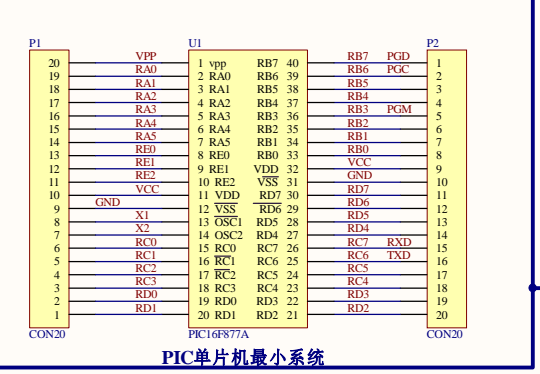 P1 U1 P2
20 VPP 1 vpp RB7 40 RB7 PGD 1
19 RA0 2 RA0 RB6 39 RB6 PGC 2
18 RA1 3 RA1 RB5 38 RB5 3
17 RA2 4 RA2 RB4 37 RB4 4
16 RA3 5 RA3 RB3 36 RB3 PGM 5
15 RA4 6 RA4 RB2 35 RB2 6
14 RA5 7 RA5 RB1 34 RB1 7
13 RE0 8 RE0 RB0 33 RB0 8
12 RE1 9 RE1 VDD 32 VCC 9
11 RE2 10 RE2 VSS 31 GND 10
10 VCC 11 VDD RD7 30 RD7 11
9 GND 12 VSS RD6 29 RD6 12
8 X1 13 OSC1 RD5 28 RD5 13
7 X2 14 OSC2 RD4 27 RD4 14
6 RC0 15 RC0 RC7 26 RC7 RXD 15
5 RC1 16 RC1 RC6 25 RC6 TXD 16
4 RC2 17 RC2 RC5 24 RC5 17
3 RC3 18 RC3 RC4 23 RC4 18
2 RD0 19 RD0 RD3 22 RD3 19
1 RD1 20 RD1 RD2 21 RD2 20
CON20 PIC16F877A CON20
PIC单片机最小系统